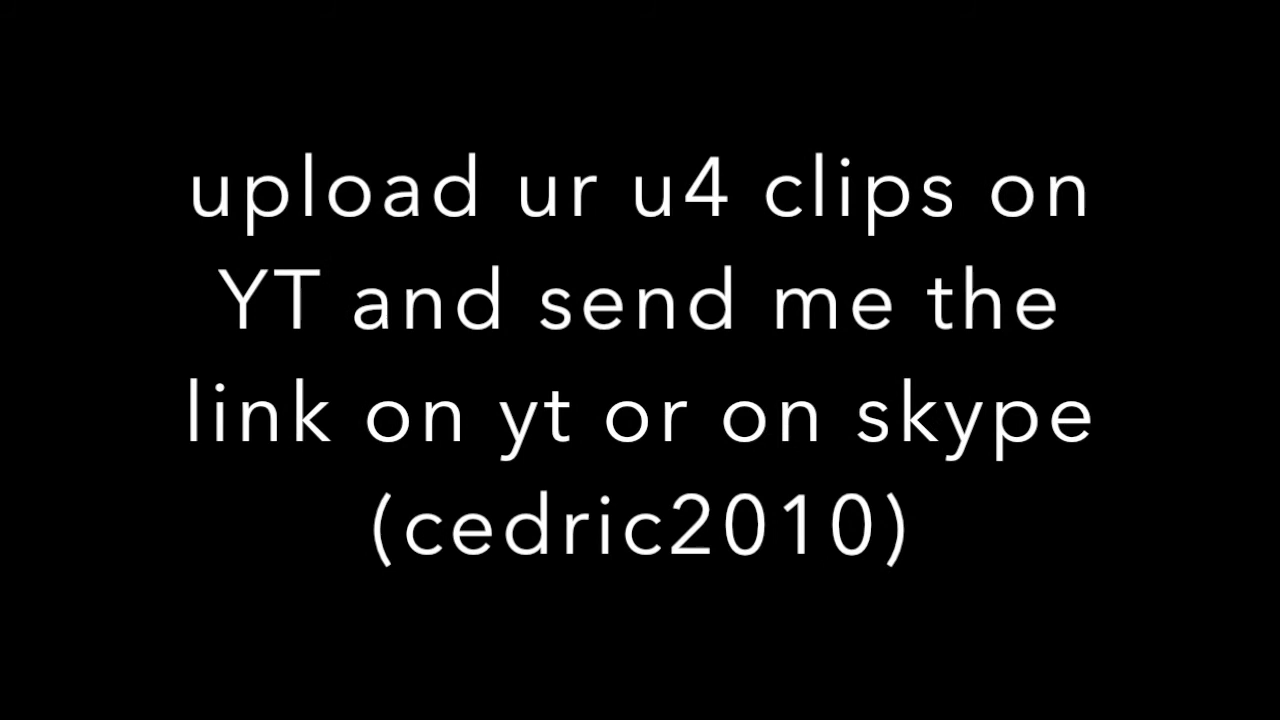 upload ur u4 clips on
YT and send me the
link on yt or on skype
(cedric2010)